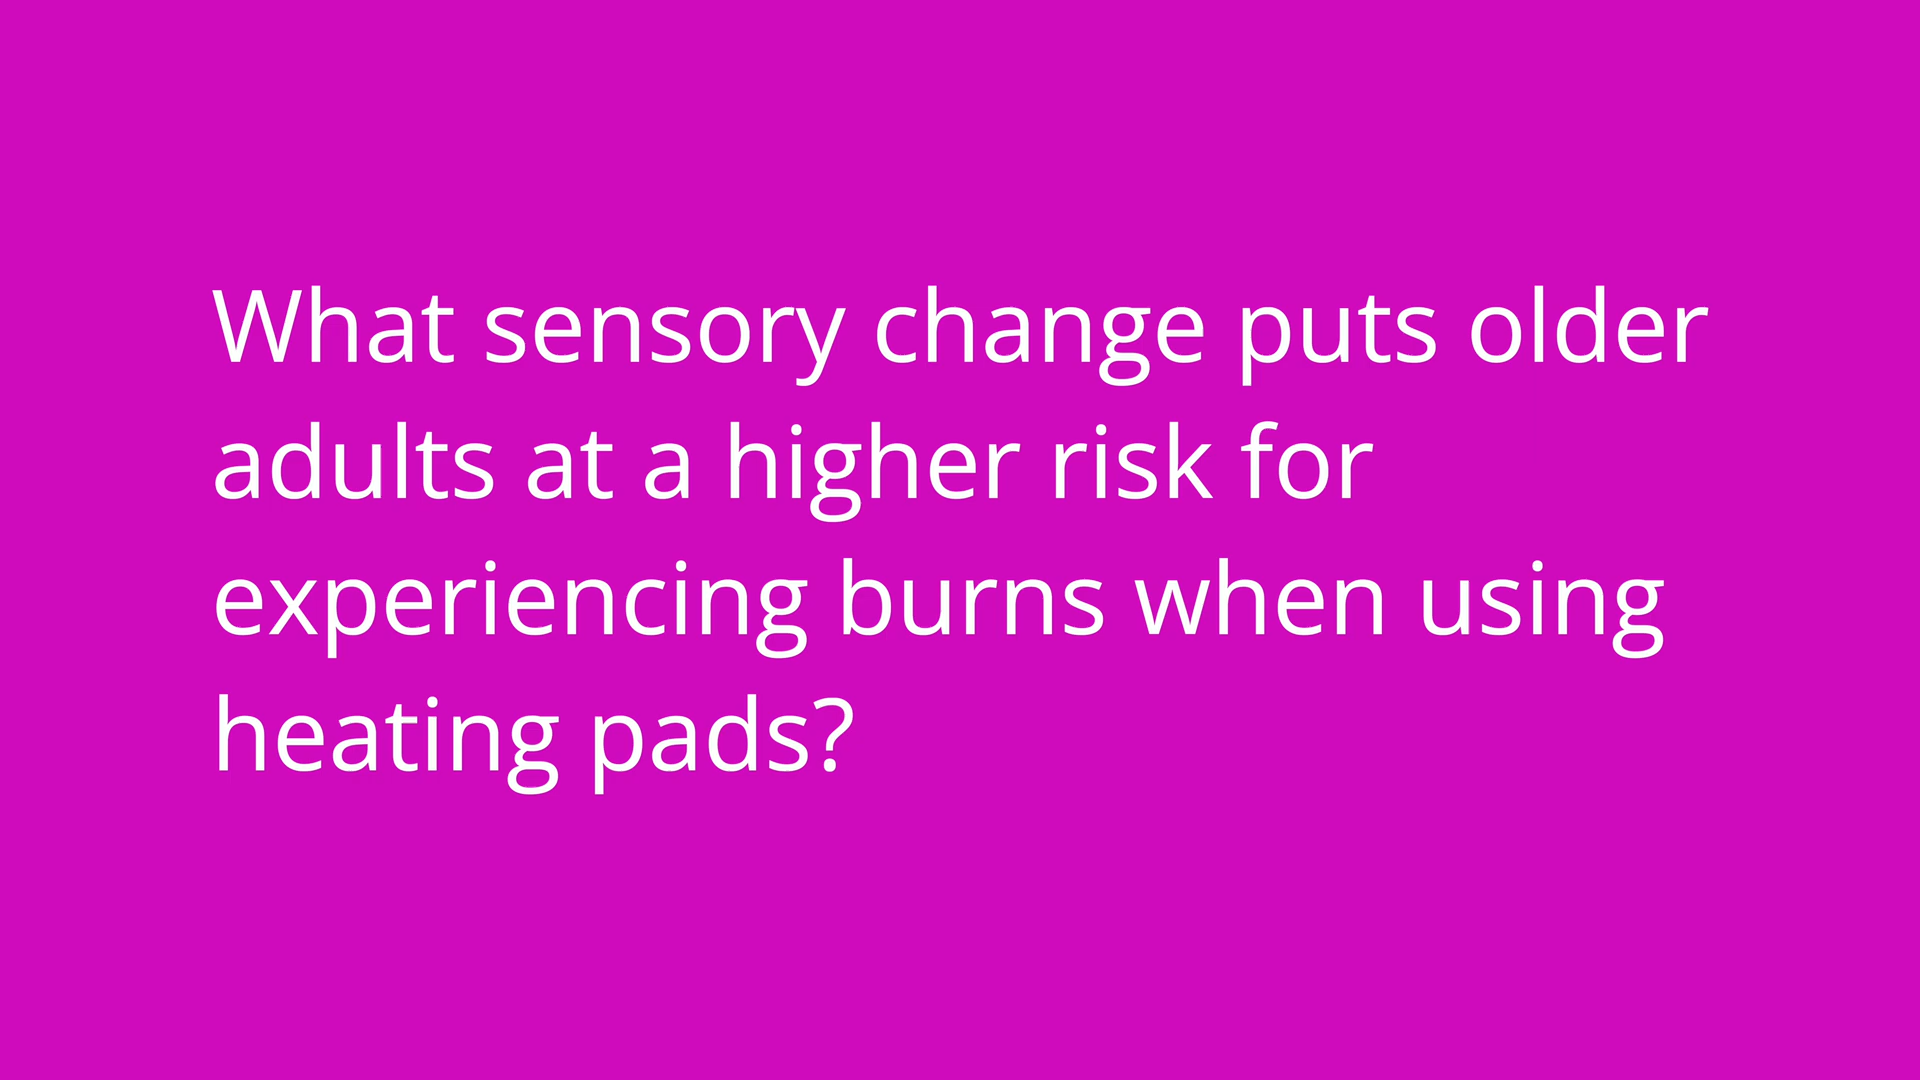 What sensory change puts older
adults at a higher risk for
experiencing burns when using
heating pads?